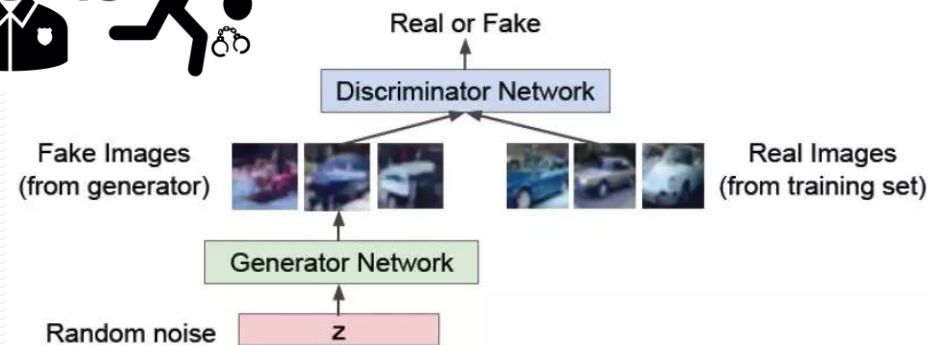 Real or Fake
Discriminator Network
Fake Images
(from generator)
Real Images
(from training set)
Generator Network
Random noise
z